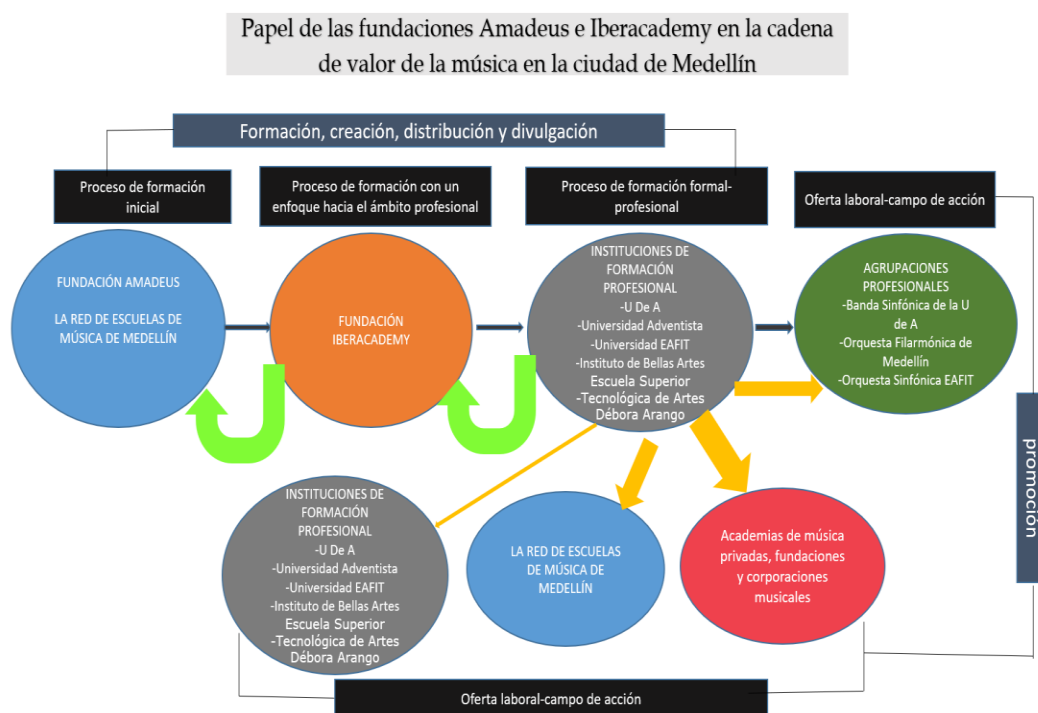 Papel de las fundaciones Amadeus e Iberacademy en la cadena
de valor de la música en la ciudad de Medellín
Formación, creación, distribución y divulgación
Proceso de formación
inicial
Proceso de formación con un
enfoque hacia el ámbito profesional
Proceso de formación formal-
profesional
Oferta laboral-campo de acción
FUNDACIÓN AMADEUS
LA RED DE ESCUELAS DE
MÚSICA DE MEDELLÍN
FUNDACIÓN
IBERACADEMY
INSTITUCIONES DE
FORMACIÓN
PROFESIONAL
-U De A
-Universidad Adventista
-Universidad EAFIT
-Instituto de Bellas Artes
Escuela Superior
-Tecnológica de Artes
Débora Arango
AGRUPACIONES
PROFESIONALES
-Banda Sinfónica de la U
de A
-Orquesta Filarmónica de
Medellín
-Orquesta Sinfónica EAFIT
promoción
INSTITUCIONES DE
FORMACIÓN
PROFESIONAL
-U De A
-Universidad Adventista
-Universidad EAFIT
-Instituto de Bellas Artes
Escuela Superior
-Tecnológica de Artes
Débora Arango
LA RED DE ESCUELAS
DE MÚSICA DE
MEDELLÍN
Academias de música
privadas, fundaciones
y corporaciones
musicales
Oferta laboral-campo de acción